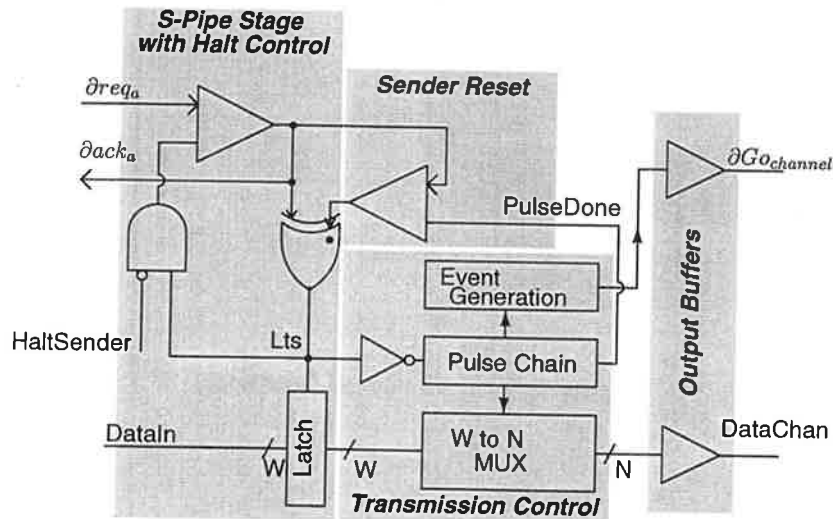 S-Pipe Stage
with Halt Control
Sender Reset
∂req_a
∂ack_a
∂Go_channel
PulseDone
Event
Generation
HaltSender
Lts
Pulse Chain
Output Buffers
DataIn
W
Latch
W
W to N
MUX
N
DataChan
Transmission Control